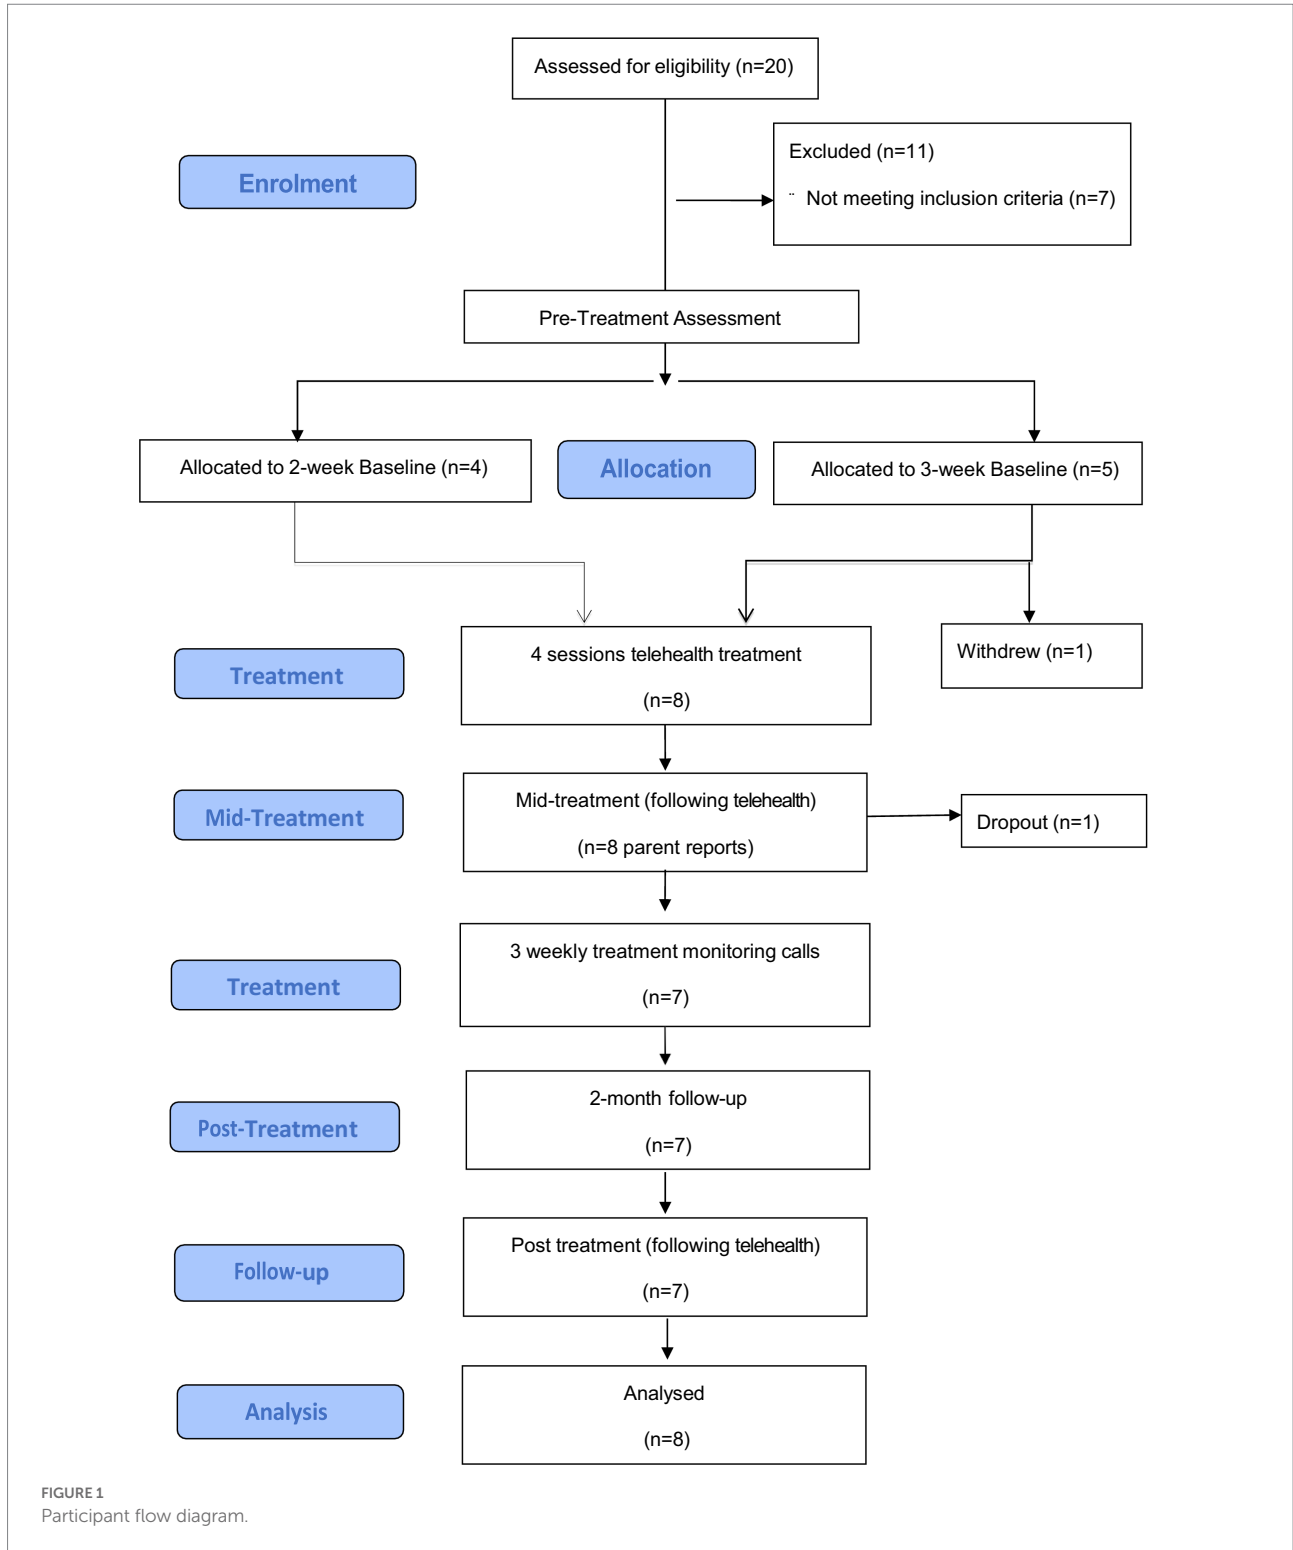 Assessed for eligibility (n=20)
Excluded (n=11)
¨ Not meeting inclusion criteria (n=7)
Enrolment
Pre-Treatment Assessment
Allocated to 2-week Baseline (n=4)
Allocation
Allocated to 3-week Baseline (n=5)
Treatment
4 sessions telehealth treatment
(n=8)
Withdrew (n=1)
Mid-Treatment
Mid-treatment (following telehealth)
(n=8 parent reports)
Dropout (n=1)
Treatment
3 weekly treatment monitoring calls
(n=7)
Post-Treatment
2-month follow-up
(n=7)
Follow-up
Post treatment (following telehealth)
(n=7)
Analysis
Analysed
(n=8)
FIGURE 1
Participant flow diagram.